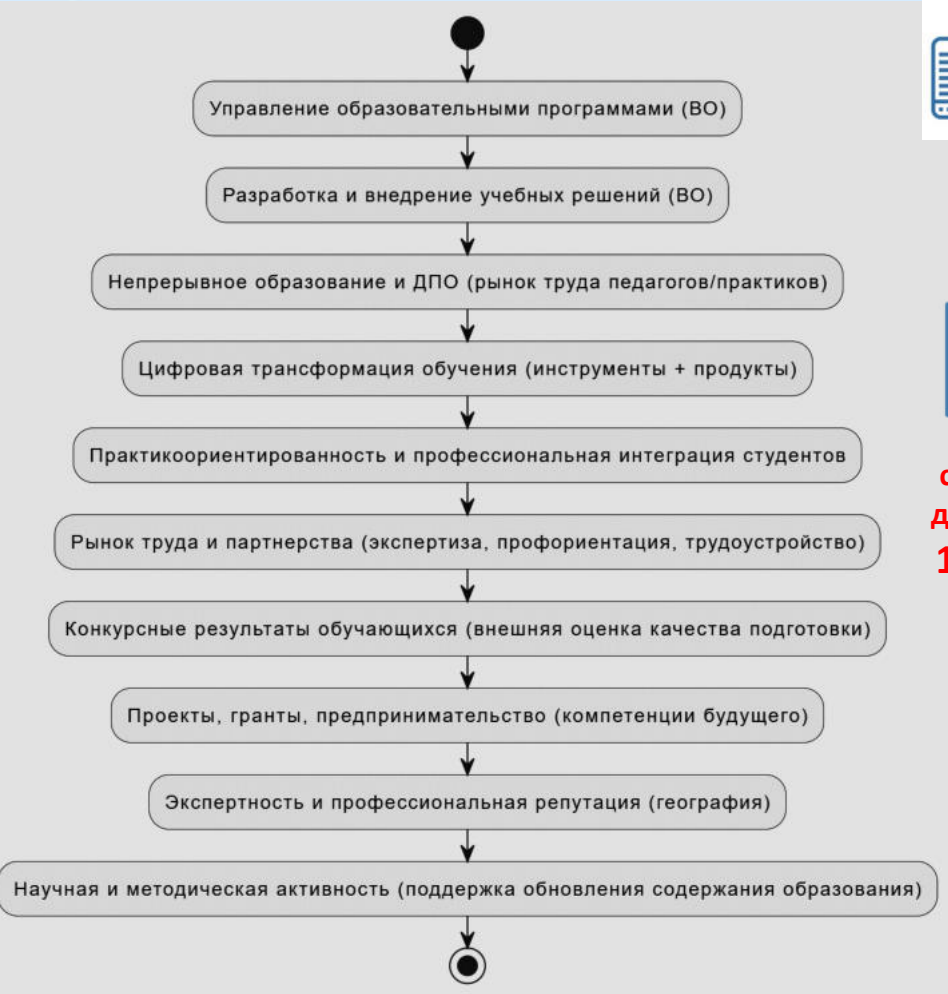 Управление образовательными программами (ВО)
Разработка и внедрение учебных решений (ВО)
Непрерывное образование и ДПО (рынок труда педагогов/практиков)
Цифровая трансформация обучения (инструменты + продукты)
Практикоориентированность и профессиональная интеграция студентов
Рынок труда и партнерства (экспертиза, профориентация, трудоустройство)
Конкурсные результаты обучающихся (внешняя оценка качества подготовки)
Проекты, гранты, предпринимательство (компетенции будущего)
Экспертность и профессиональная репутация (география)
Научная и методическая активность (поддержка обновления содержания образования)